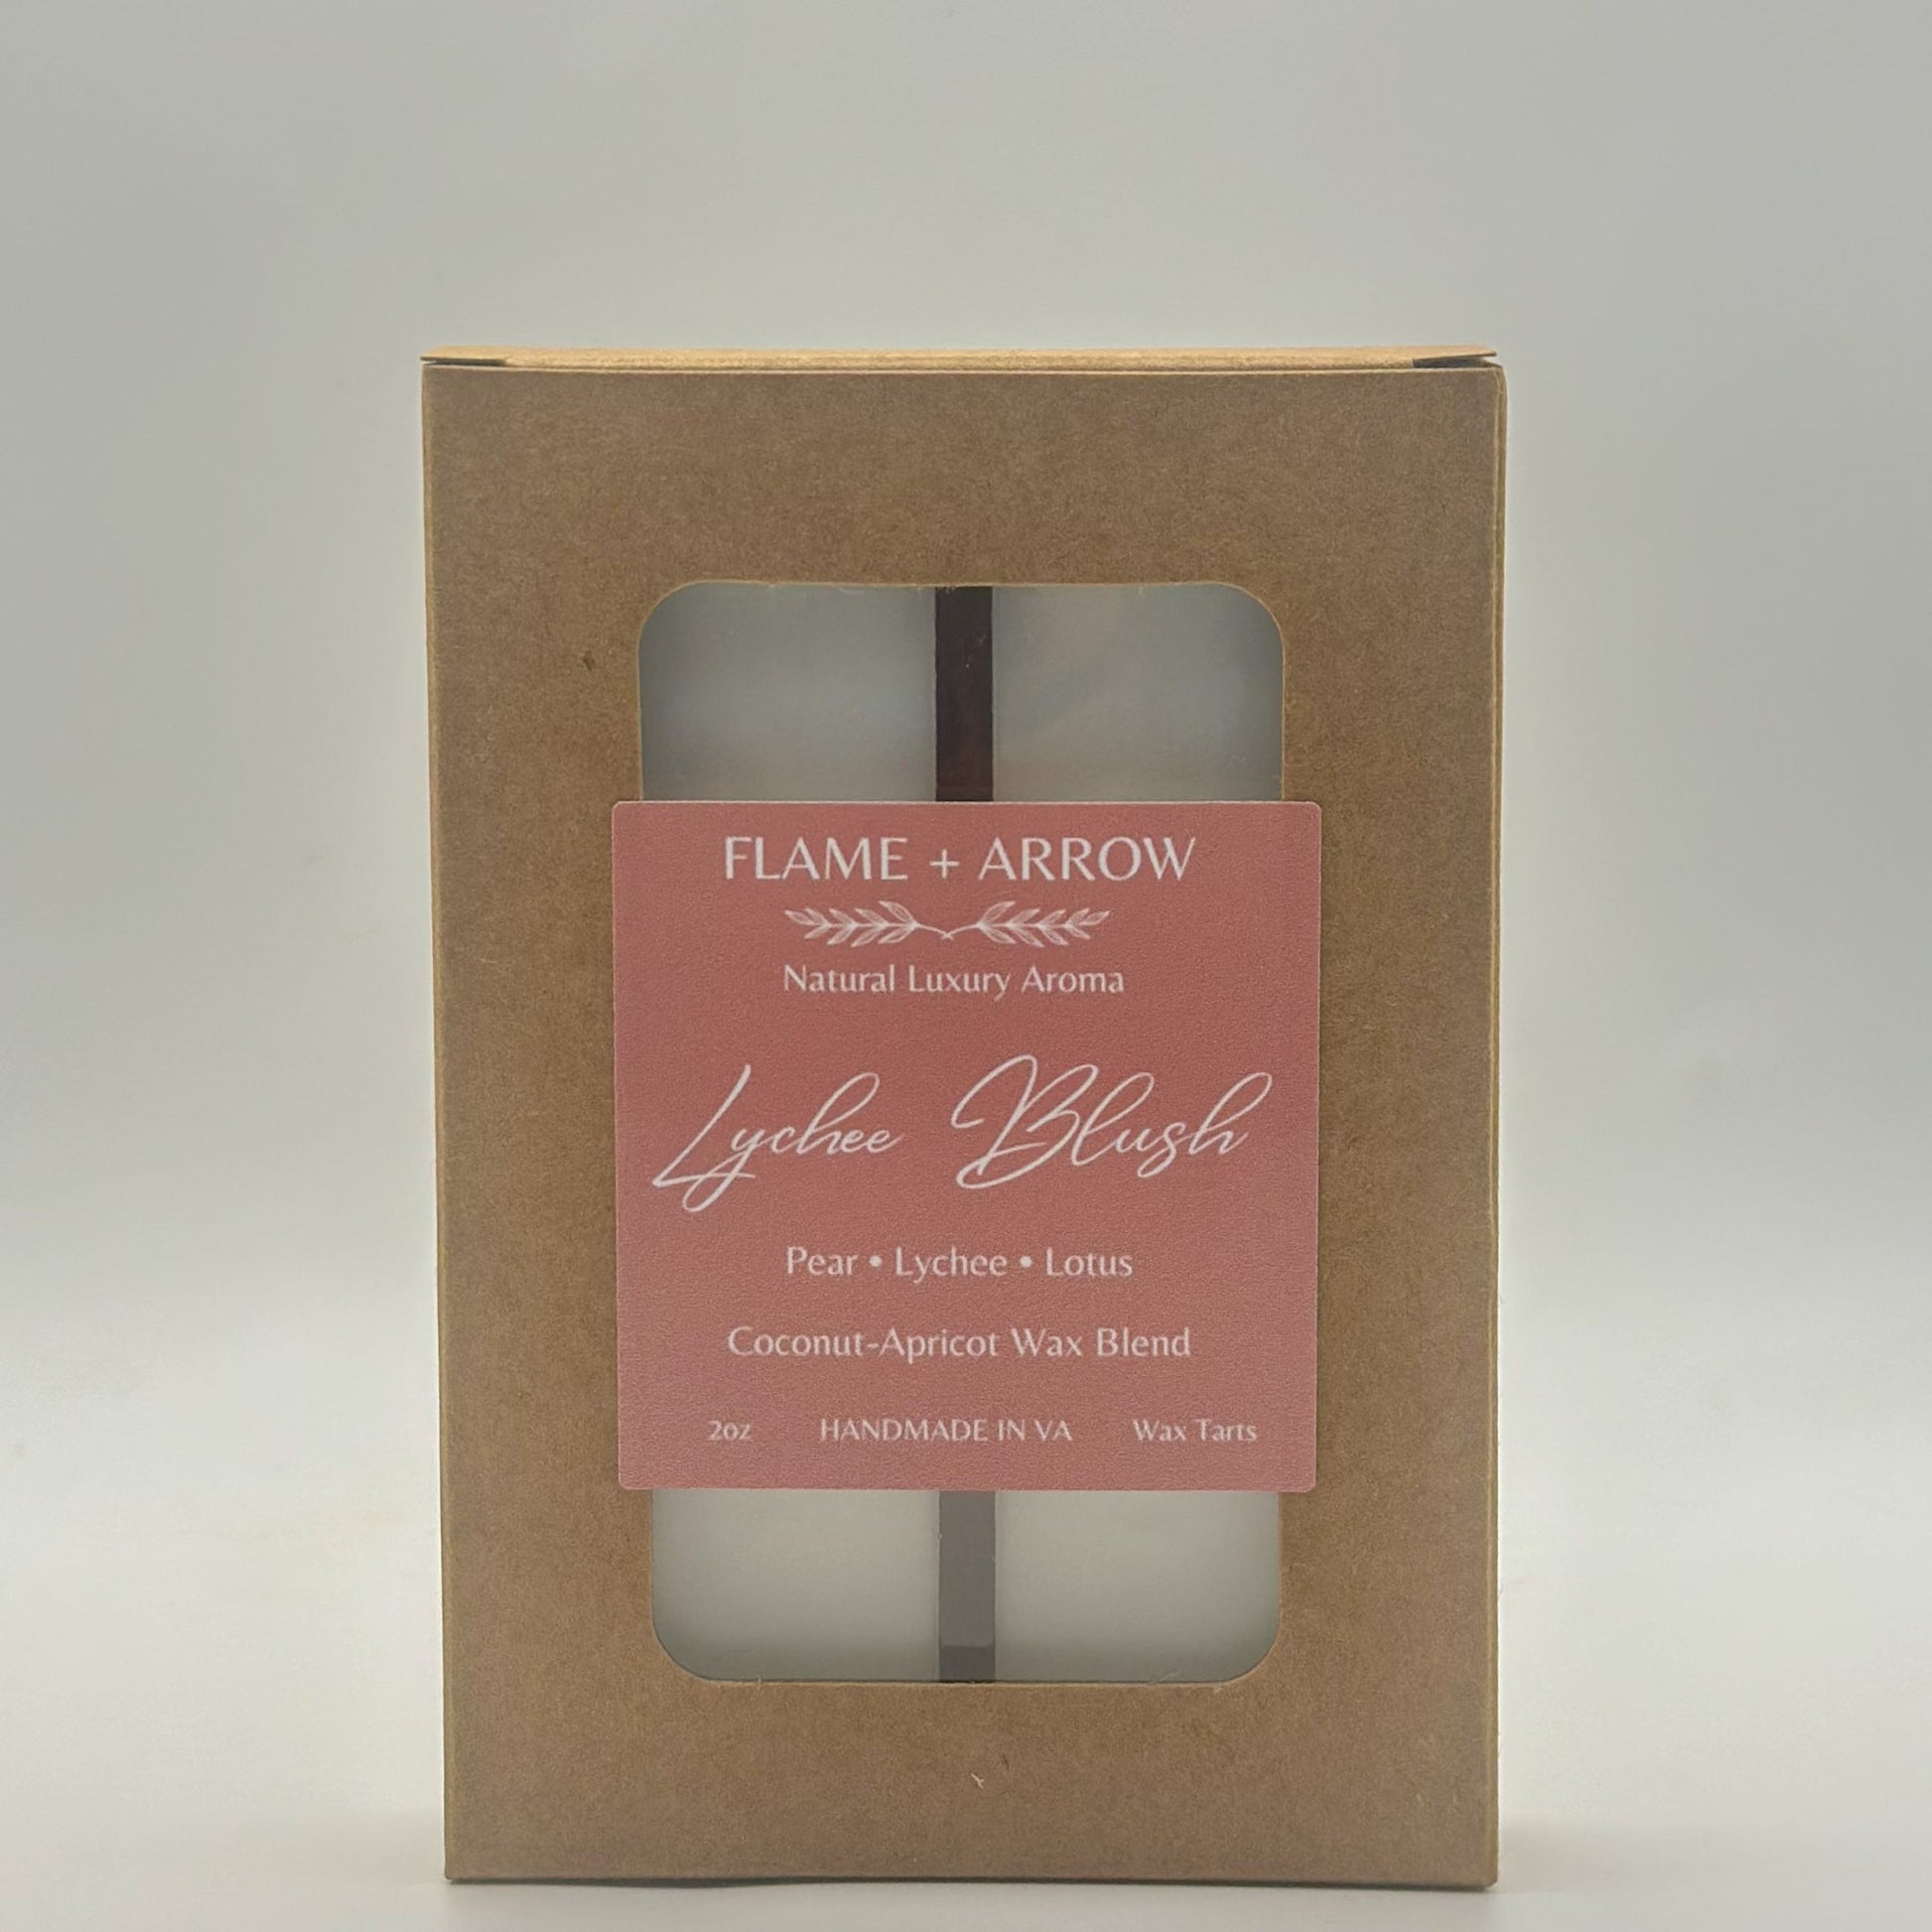 FLAME + ARROW
Natural Luxury Aroma
Lychee Blush
Pear • Lychee • Lotus
Coconut-Apricot Wax Blend
2oz HANDMADE IN VA Wax Tarts